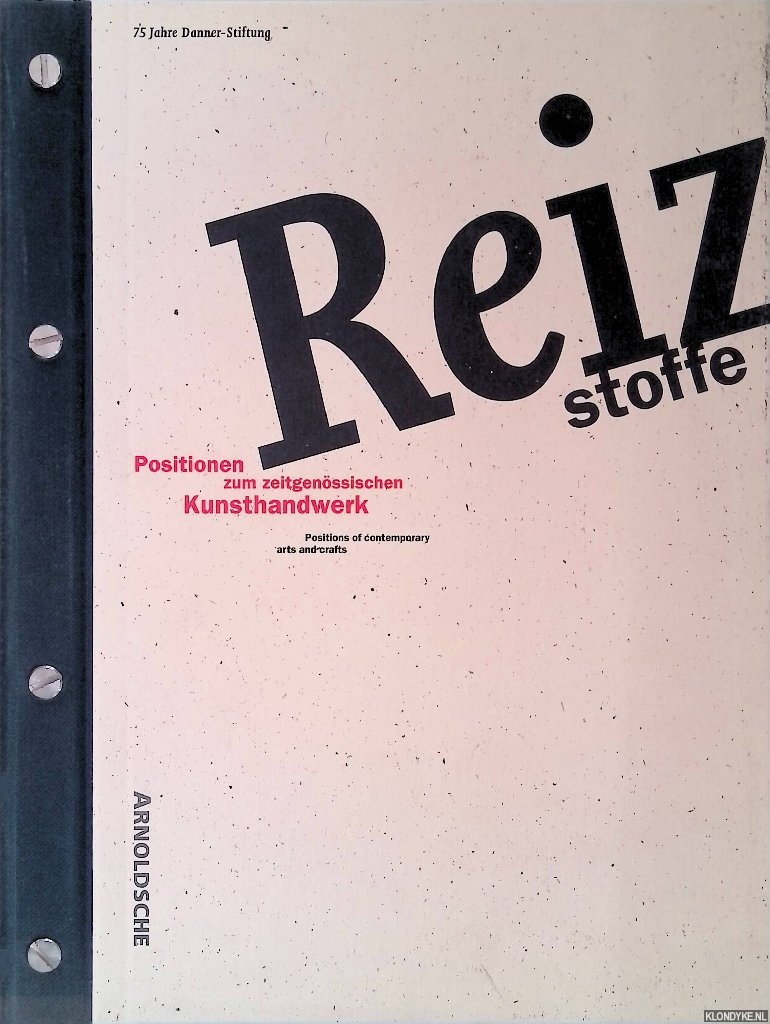 75 Jahre Danner-Stiftung
Reiz
stoffe
Positionen
zum zeitgenössischen
Kunsthandwerk
Positions of contemporary
arts and crafts
ARNOLDSCHE
KLONDYKE.NL